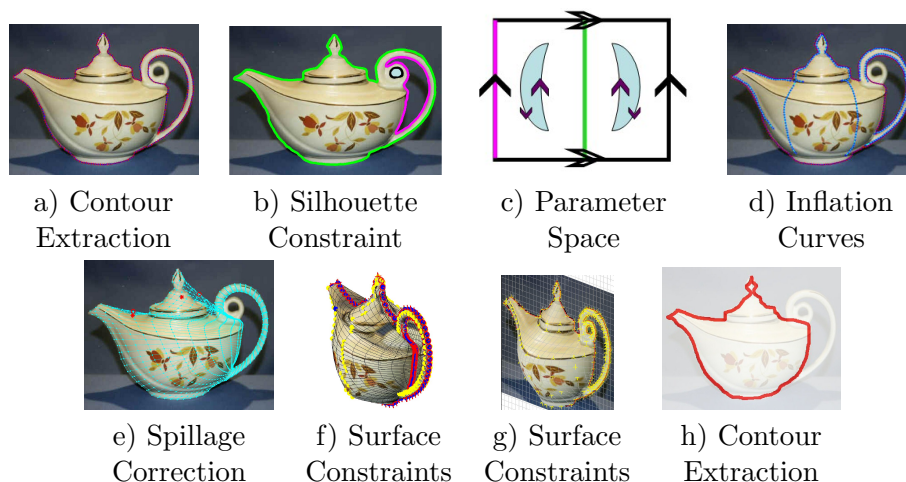 a) Contour
Extraction
b) Silhouette
Constraint
c) Parameter
Space
d) Inflation
Curves
e) Spillage
Correction
f) Surface
Constraints
g) Surface
Constraints
h) Contour
Extraction